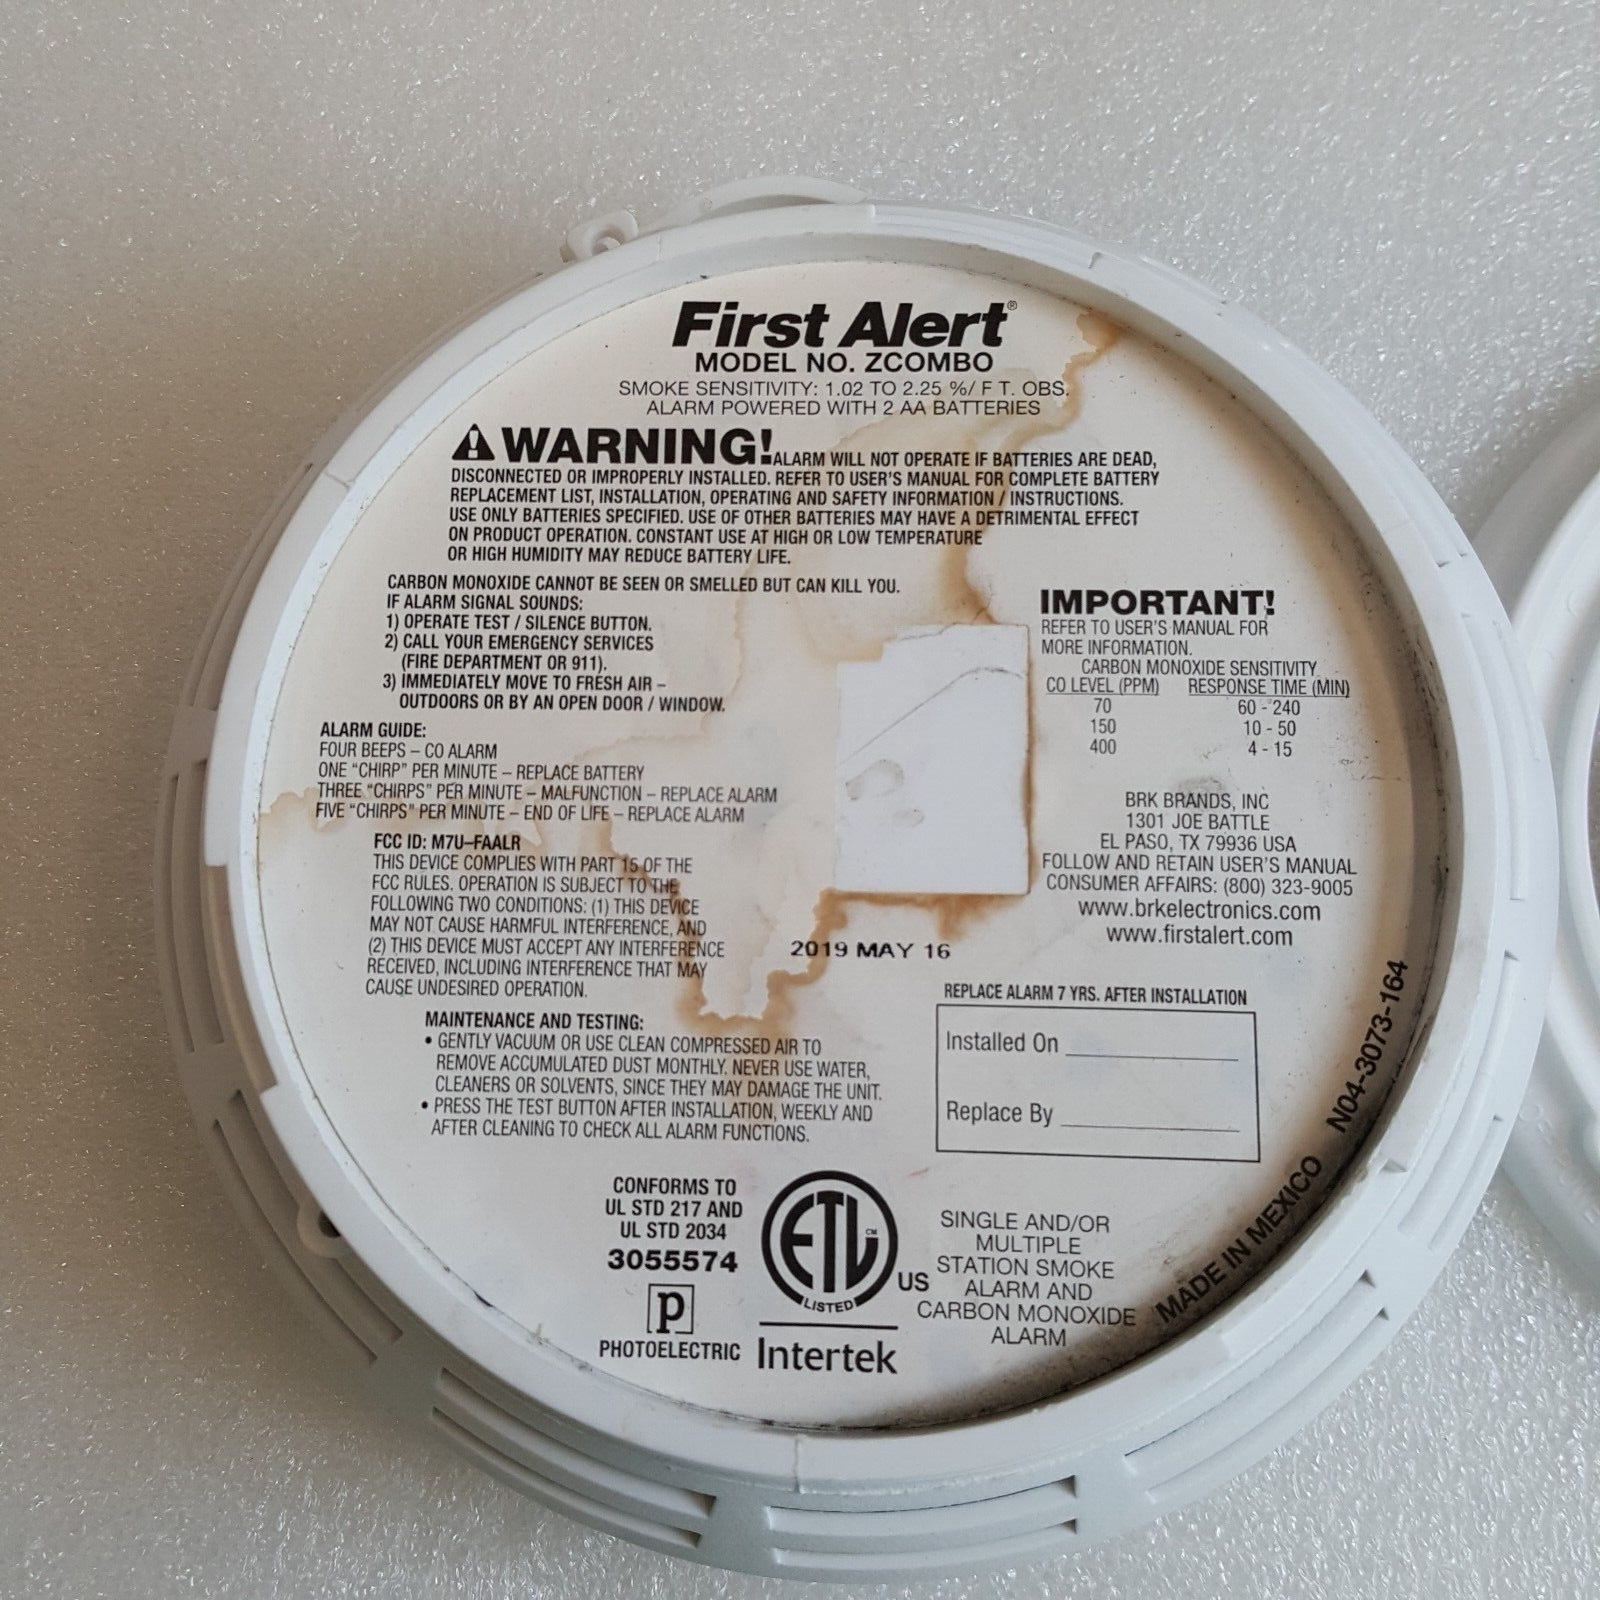 First Alert®
MODEL NO. ZCOMBO
SMOKE SENSITIVITY: 1.02 TO 2.25 %/ F T. OBS.
ALARM POWERED WITH 2 AA BATTERIES
WARNING! ALARM WILL NOT OPERATE IF BATTERIES ARE DEAD,
DISCONNECTED OR IMPROPERLY INSTALLED. REFER TO USER'S MANUAL FOR COMPLETE BATTERY
REPLACEMENT LIST, INSTALLATION, OPERATING AND SAFETY INFORMATION / INSTRUCTIONS.
USE ONLY BATTERIES SPECIFIED. USE OF OTHER BATTERIES MAY HAVE A DETRIMENTAL EFFECT
ON PRODUCT OPERATION. CONSTANT USE AT HIGH OR LOW TEMPERATURE
OR HIGH HUMIDITY MAY REDUCE BATTERY LIFE.
CARBON MONOXIDE CANNOT BE SEEN OR SMELLED BUT CAN KILL YOU.
IF ALARM SIGNAL SOUNDS:
1) OPERATE TEST / SILENCE BUTTON.
2) CALL YOUR EMERGENCY SERVICES
(FIRE DEPARTMENT OR 911).
3) IMMEDIATELY MOVE TO FRESH AIR –
OUTDOORS OR BY AN OPEN DOOR / WINDOW.
ALARM GUIDE:
FOUR BEEPS – CO ALARM
ONE “CHIRP” PER MINUTE – REPLACE BATTERY
THREE “CHIRPS” PER MINUTE – MALFUNCTION – REPLACE ALARM
FIVE “CHIRPS” PER MINUTE – END OF LIFE – REPLACE ALARM
FCC ID: M7U–FAALR
THIS DEVICE COMPLIES WITH PART 15 OF THE
FCC RULES. OPERATION IS SUBJECT TO THE
FOLLOWING TWO CONDITIONS: (1) THIS DEVICE
MAY NOT CAUSE HARMFUL INTERFERENCE, AND
(2) THIS DEVICE MUST ACCEPT ANY INTERFERENCE
RECEIVED, INCLUDING INTERFERENCE THAT MAY
CAUSE UNDESIRED OPERATION.
IMPORTANT!
REFER TO USER'S MANUAL FOR
MORE INFORMATION.
CARBON MONOXIDE SENSITIVITY
CO LEVEL (PPM) RESPONSE TIME (MIN)
70 60 - 240
150 10 - 50
400 4 - 15
BRK BRANDS, INC
1301 JOE BATTLE
EL PASO, TX 79936 USA
FOLLOW AND RETAIN USER'S MANUAL
CONSUMER AFFAIRS: (800) 323-9005
www.brkelectronics.com
www.firstalert.com
2019 MAY 16
REPLACE ALARM 7 YRS. AFTER INSTALLATION
Installed On
Replace By
MAINTENANCE AND TESTING:
• GENTLY VACUUM OR USE CLEAN COMPRESSED AIR TO
REMOVE ACCUMULATED DUST MONTHLY. NEVER USE WATER,
CLEANERS OR SOLVENTS, SINCE THEY MAY DAMAGE THE UNIT.
• PRESS THE TEST BUTTON AFTER INSTALLATION, WEEKLY AND
AFTER CLEANING TO CHECK ALL ALARM FUNCTIONS.
CONFORMS TO
UL STD 217 AND
UL STD 2034
3055574
P
PHOTOELECTRIC
ETL CM
LISTED
US
Intertek
SINGLE AND/OR
MULTIPLE
STATION SMOKE
ALARM AND
CARBON MONOXIDE
ALARM
MADE IN MEXICO N04-3073-164